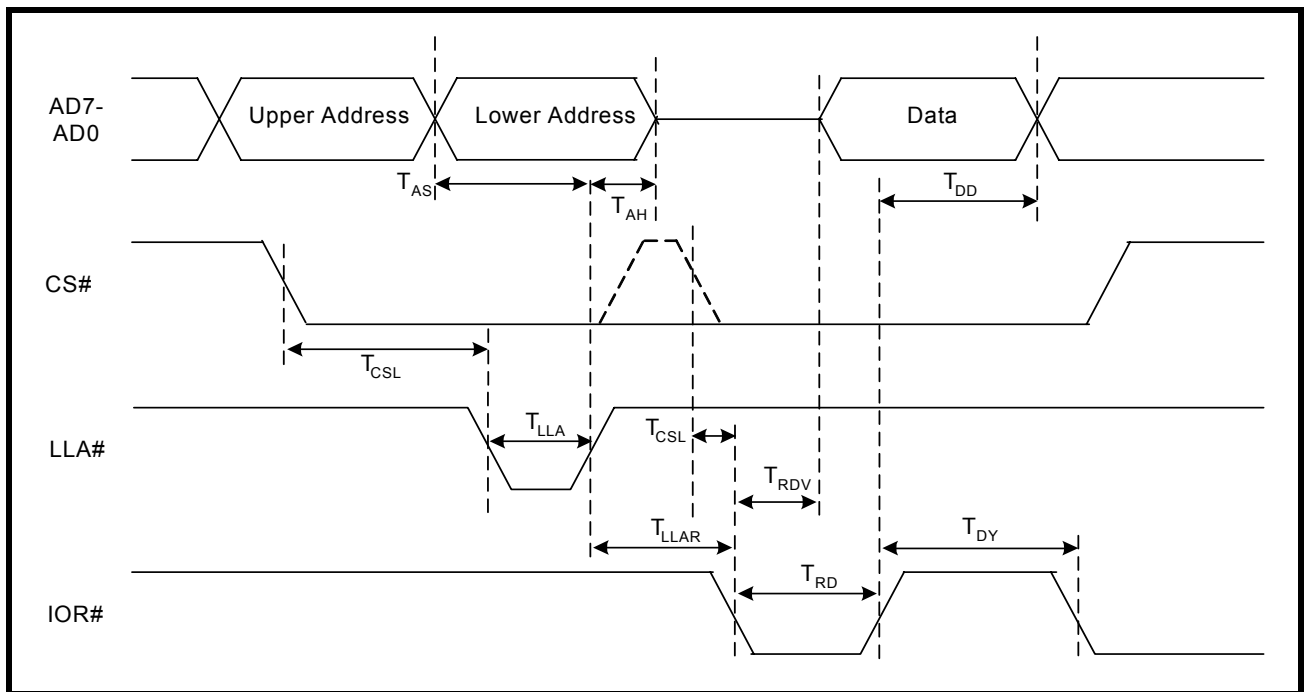 AD7-
AD0
Upper Address
Lower Address
Data
TAS
TAH
TDD
CS#
TCSL
LLA#
TLLA
TCSL
TRDV
TLLAR
TDY
TRD
IOR#